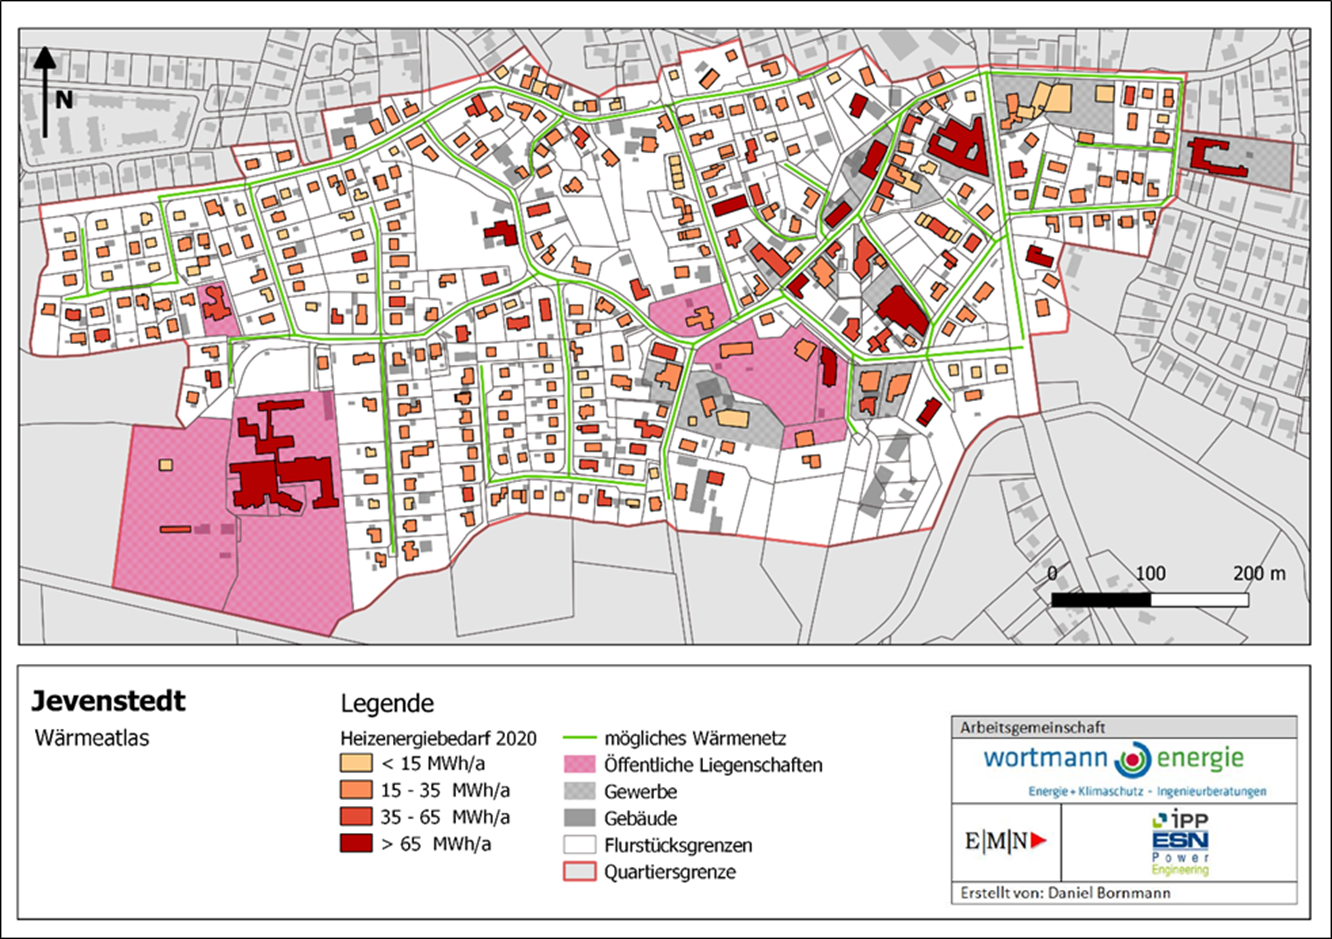 N
0 100 200 m
Jevenstedt
Wärmeatlas
Legende
Heizenergiebedarf 2020
< 15 MWh/a
15 - 35 MWh/a
35 - 65 MWh/a
> 65 MWh/a
mögliches Wärmenetz
Öffentliche Liegenschaften
Gewerbe
Gebäude
Flurstücksgrenzen
Quartiersgrenze
Arbeitsgemeinschaft
wortmann energie
Energie + Klimaschutz - Ingenieurberatungen
E|M|N
ipp
ESN
Power
Engineering
Erstellt von: Daniel Bornmann